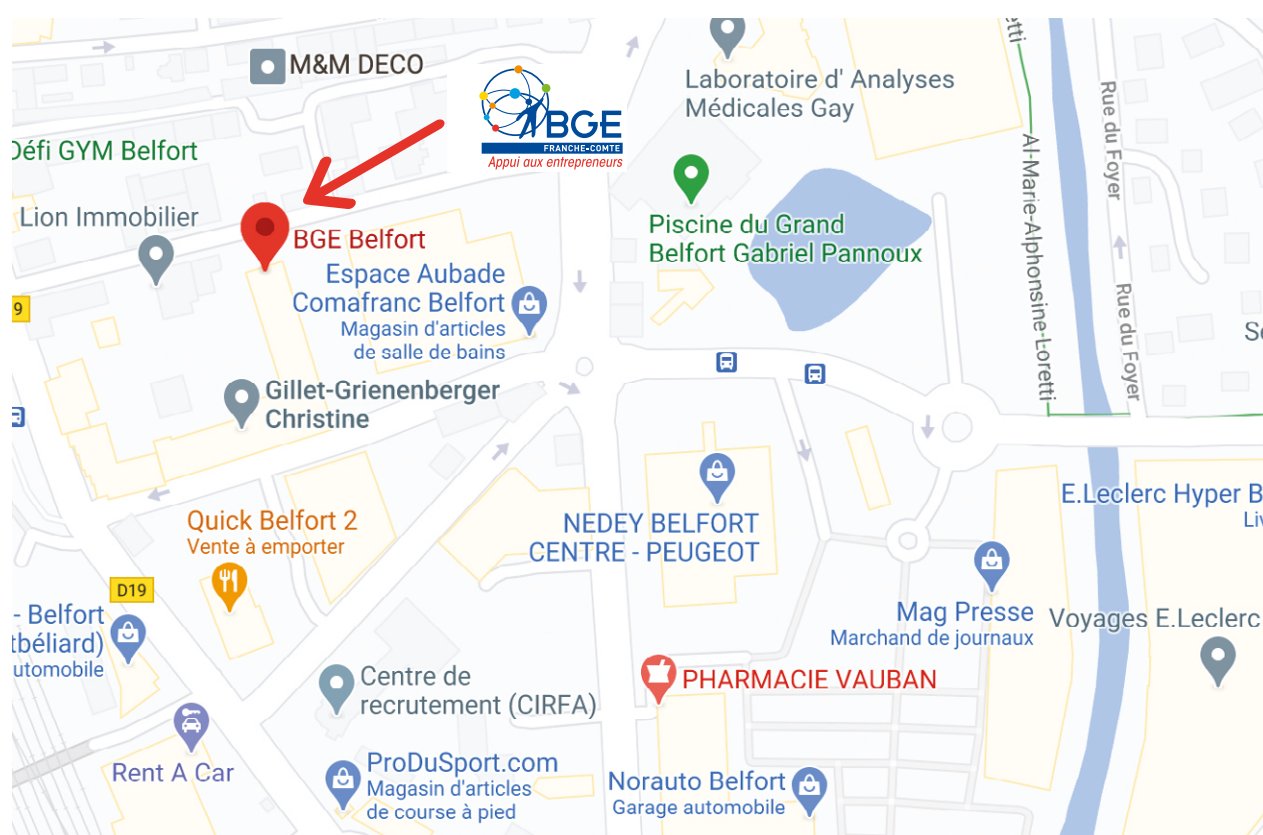 M&M DECO
BGE
FRANCHE-COMTE
Appui aux entrepreneurs
Laboratoire d' Analyses
Médicales Gay
Défi GYM Belfort
Lion Immobilier
BGE Belfort
Espace Aubade
Comafranc Belfort
Magasin d'articles
de salle de bains
Piscine du Grand
Belfort Gabriel Pannoux
etti
Al-Marie-Alphonsine-Loretti
Rue du Foyer
Rue du Foyer
9
Gillet-Grienenberger
Christine
Quick Belfort 2
Vente à emporter
NEDEY BELFORT
CENTRE - PEUGEOT
E.Leclerc Hyper B
D19
- Belfort
tbéliard)
utomobile
Mag Presse
Marchand de journaux
Voyages E.Leclerc
Centre de
recrutement (CIRFA)
PHARMACIE VAUBAN
Rent A Car
ProDuSport.com
Magasin d'articles
de course à pied
Norauto Belfort
Garage automobile